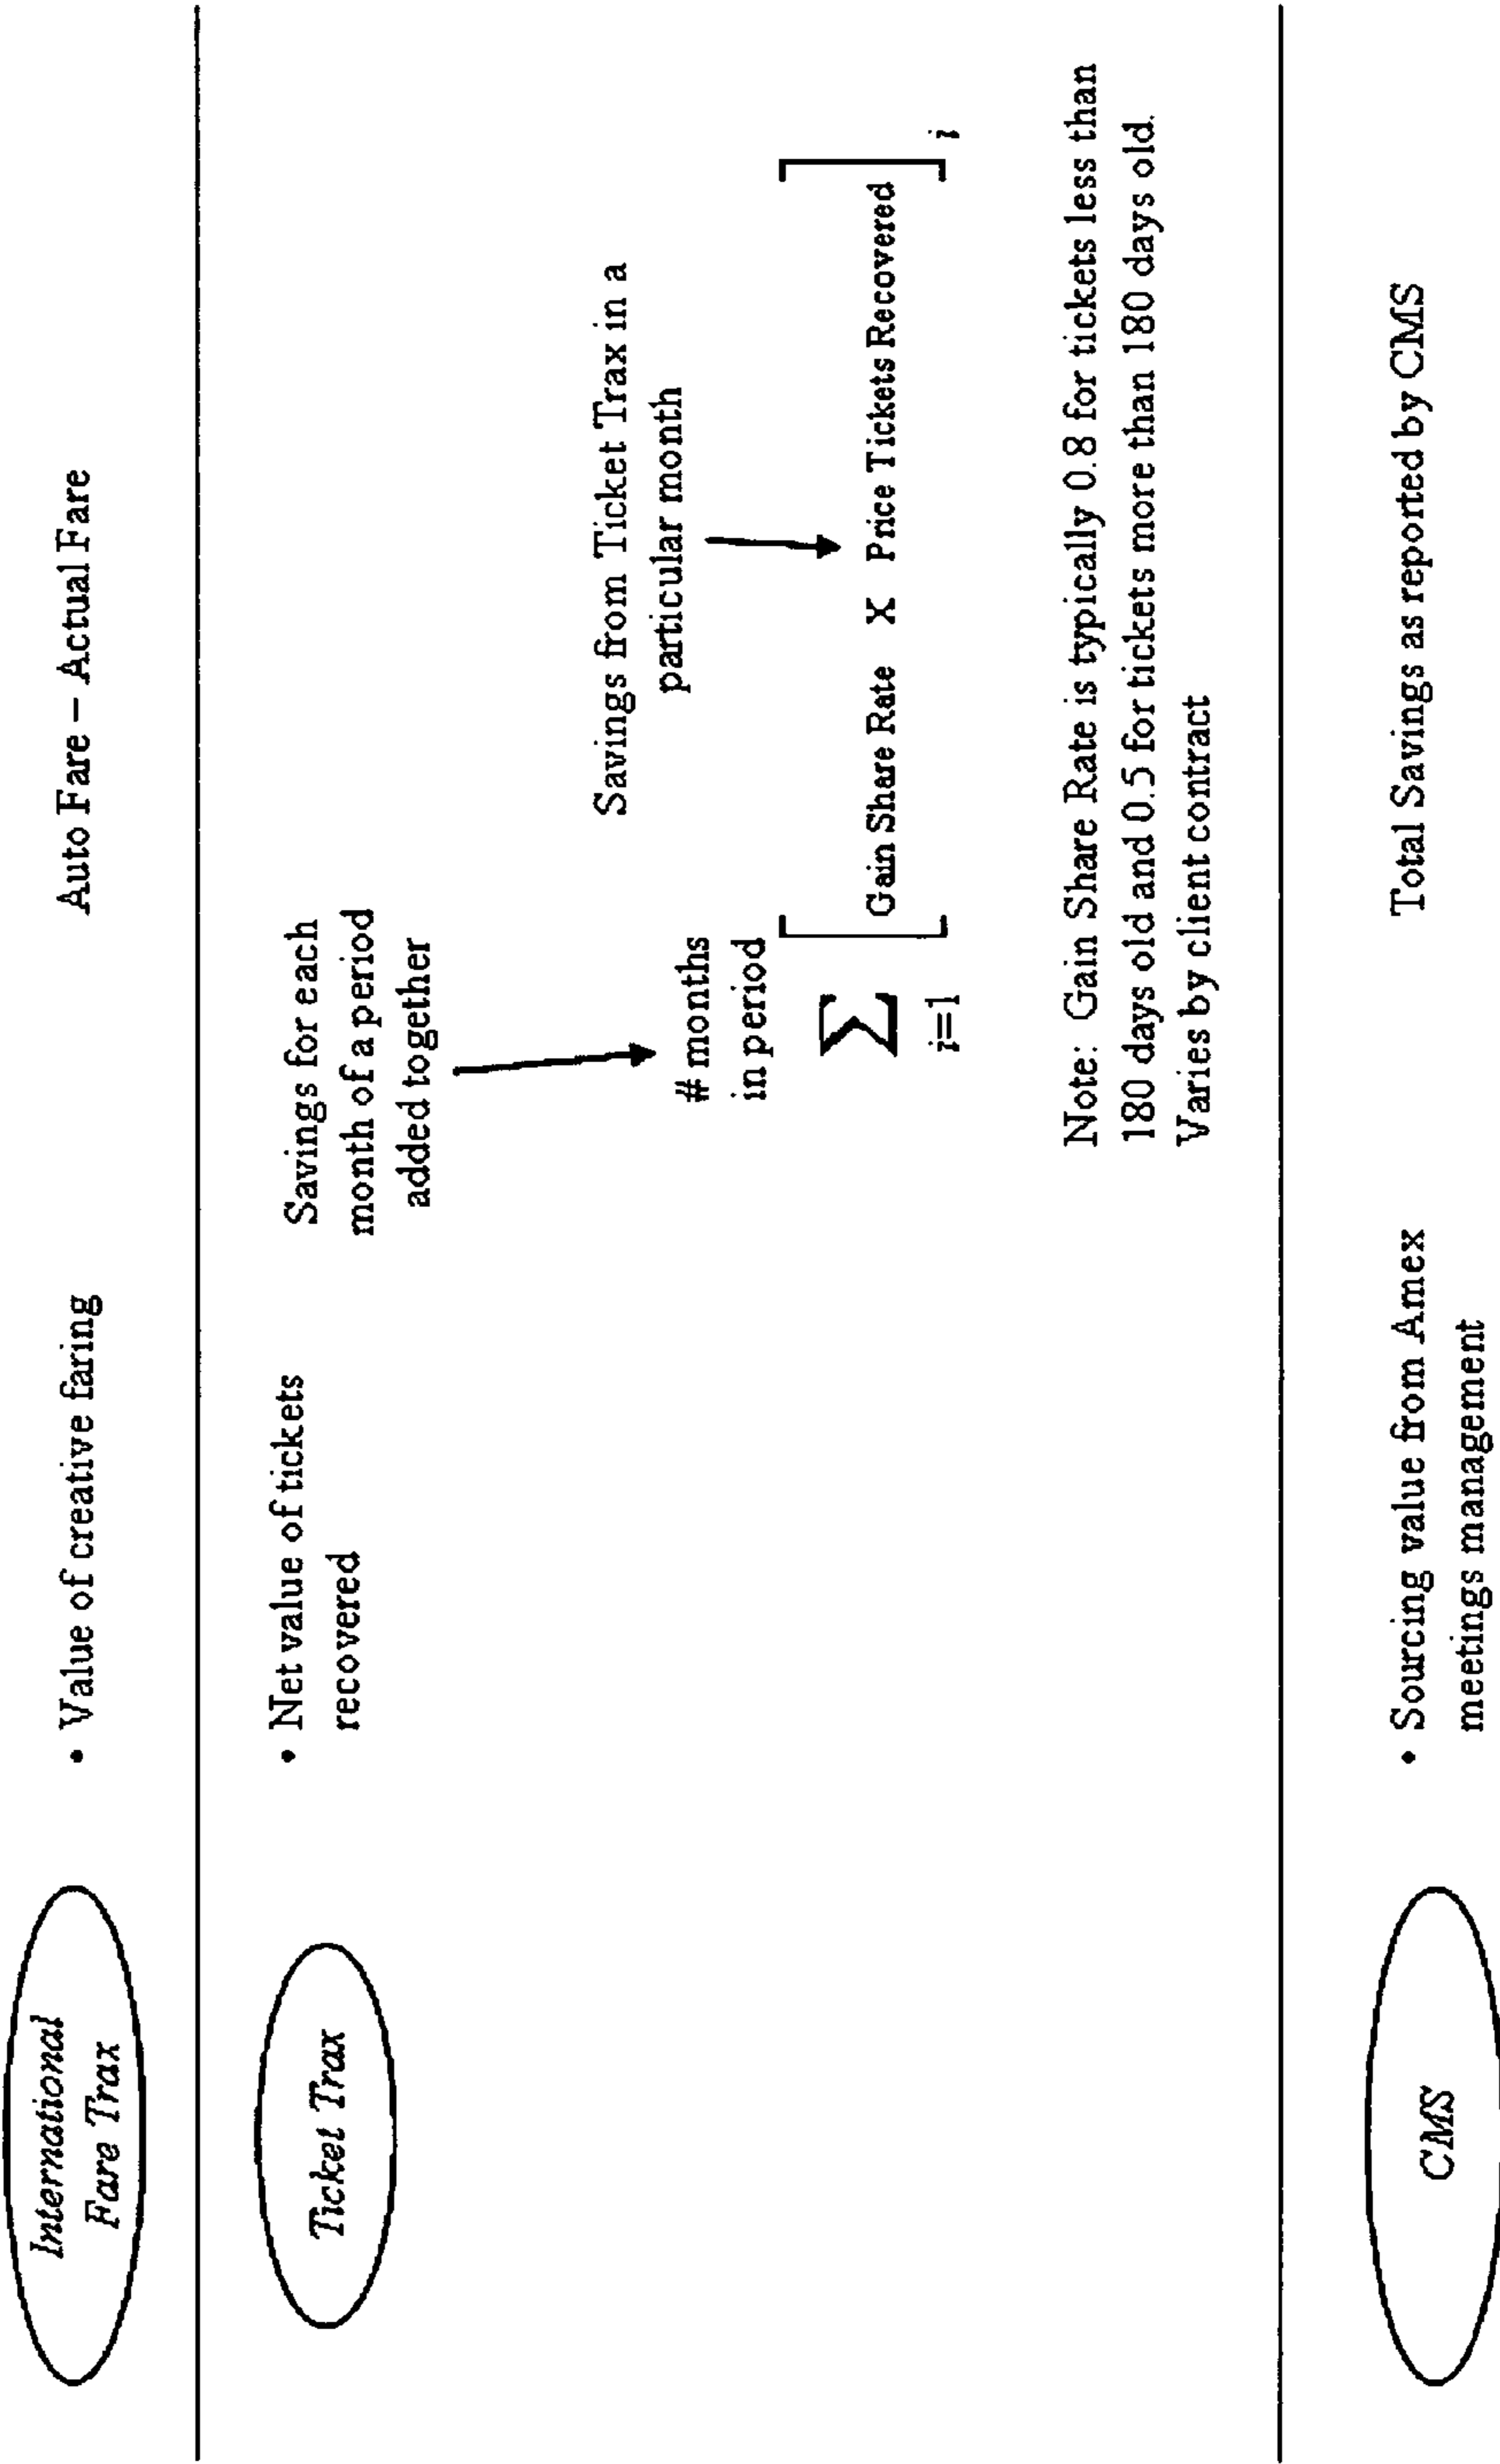 International
Fare Trax
• Value of creative faring
Auto Fare – Actual Fare
Ticket Trax
• Net value of tickets
recovered
Savings for each
month of a period
added together
Savings from Ticket Trax in a
particular month
# months
in period
∑ [ Gain Share Rate X Price Tickets Recovered ] i
i=1
Note: Gain Share Rate is typically 0.8 for tickets less than
180 days old and 0.5 for tickets more than 180 days old.
Varies by client contract
CMS
• Sourcing value from Amex
meetings management
Total Savings as reported by CMS